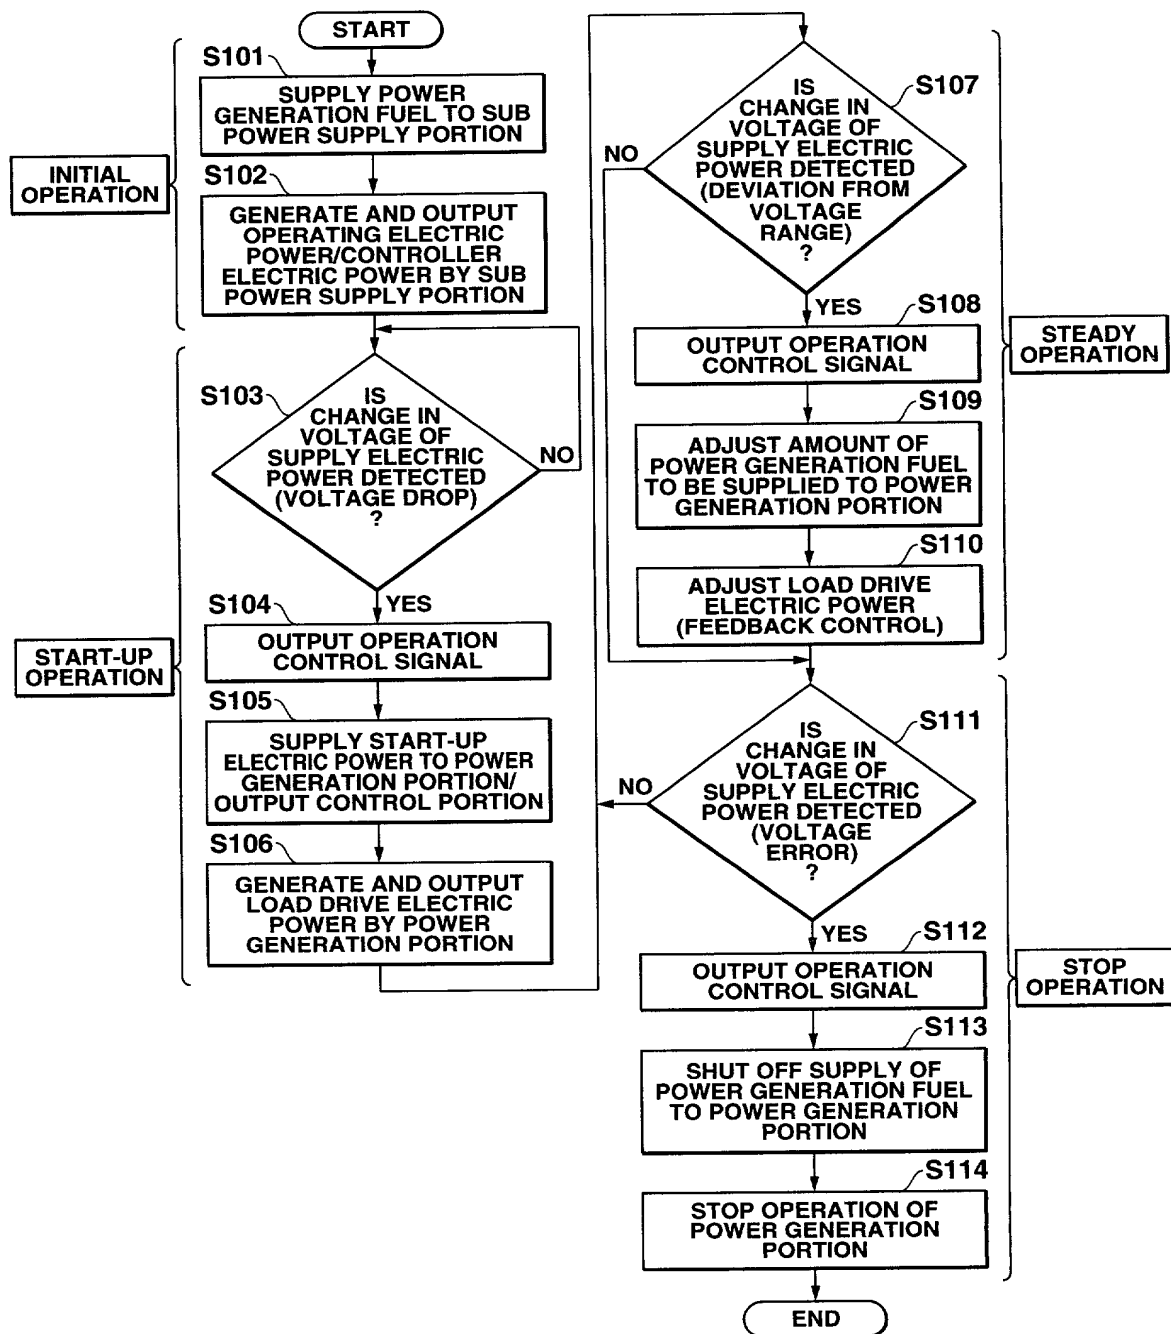 START
S101
SUPPLY POWER
GENERATION FUEL TO SUB
POWER SUPPLY PORTION
INITIAL
OPERATION
S102
GENERATE AND OUTPUT
OPERATING ELECTRIC
POWER/CONTROLLER
ELECTRIC POWER BY SUB
POWER SUPPLY PORTION
S103
IS
CHANGE IN
VOLTAGE OF
SUPPLY ELECTRIC
POWER DETECTED
(VOLTAGE DROP)
?
NO
YES
S104
OUTPUT OPERATION
CONTROL SIGNAL
START-UP
OPERATION
S105
SUPPLY START-UP
ELECTRIC POWER TO POWER
GENERATION PORTION/
OUTPUT CONTROL PORTION
S106
GENERATE AND OUTPUT
LOAD DRIVE ELECTRIC
POWER BY POWER
GENERATION PORTION
S107
IS
CHANGE IN
VOLTAGE OF
SUPPLY ELECTRIC
POWER DETECTED
(DEVIATION FROM
VOLTAGE
RANGE)
?
NO
YES
S108
OUTPUT OPERATION
CONTROL SIGNAL
STEADY
OPERATION
S109
ADJUST AMOUNT OF
POWER GENERATION FUEL
TO BE SUPPLIED TO POWER
GENERATION PORTION
S110
ADJUST LOAD DRIVE
ELECTRIC POWER
(FEEDBACK CONTROL)
S111
IS
CHANGE IN
VOLTAGE OF
SUPPLY ELECTRIC
POWER DETECTED
(VOLTAGE
ERROR)
?
NO
YES
S112
OUTPUT OPERATION
CONTROL SIGNAL
STOP
OPERATION
S113
SHUT OFF SUPPLY OF
POWER GENERATION FUEL
TO POWER GENERATION
PORTION
S114
STOP OPERATION OF
POWER GENERATION
PORTION
END